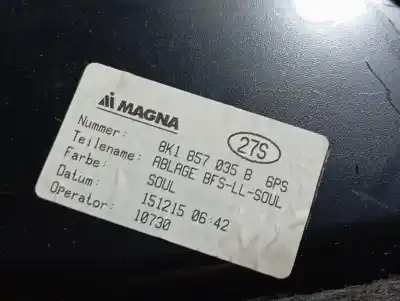 MAGNA
27S
Nummer: 8K1 857 035 B 6PS
Teilename: ABLAGE BFS-LL-SOUL
Farbe: SOUL
Datum: 151215 06:42
Operator: 10730